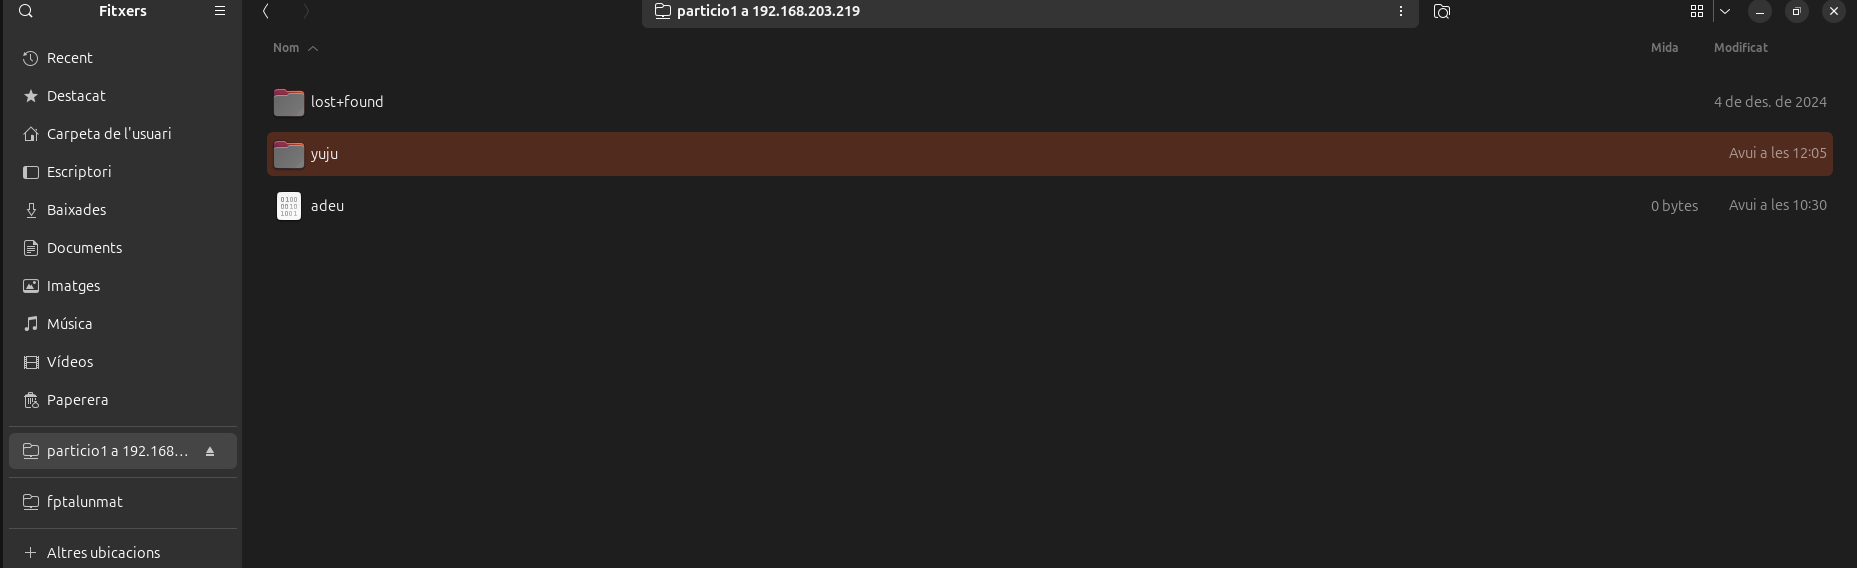 Fitxers
particio1 a 192.168.203.219
Recent
Destacat
Carpeta de l'usuari
Escriptori
Baixades
Documents
Imatges
Música
Vídeos
Paperera
particio1 a 192.168...
fptalunmat
Altres ubicacions
Nom Mida Modificat
lost+found 4 de des. de 2024
yuju Avui a les 12:05
adeu 0 bytes Avui a les 10:30